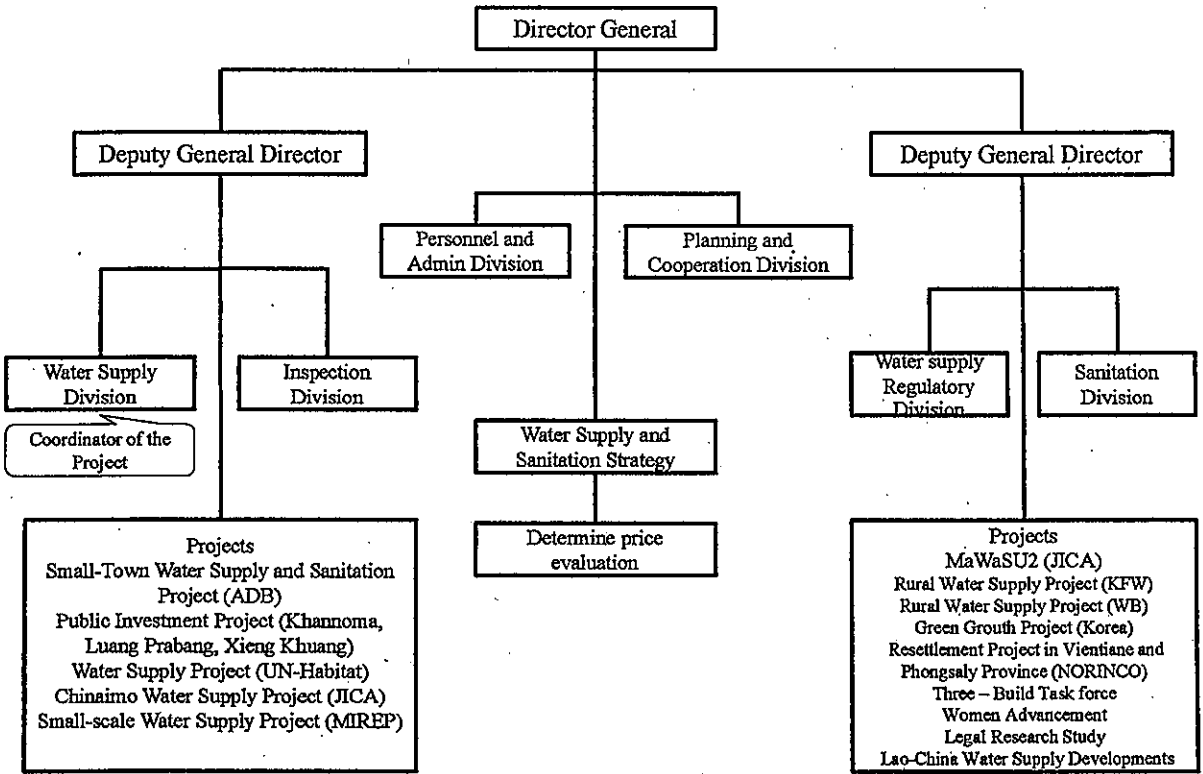 Director General
Deputy General Director
Deputy General Director
Personnel and
Admin Division
Planning and
Cooperation Division
Water Supply
Division
Inspection
Division
Water supply
Regulatory
Division
Sanitation
Division
Coordinator of the
Project
Water Supply and
Sanitation Strategy
Determine price
evaluation
Projects
Small-Town Water Supply and Sanitation
Project (ADB)
Public Investment Project (Khannoma,
Luang Prabang, Xieng Khuang)
Water Supply Project (UN-Habitat)
Chinaimo Water Supply Project (JICA)
Small-scale Water Supply Project (MIREP)
Projects
MaWaSU2 (JICA)
Rural Water Supply Project (KFW)
Rural Water Supply Project (WB)
Green Grouth Project (Korea)
Resettlement Project in Vientiane and
Phongsaly Province (NORINCO)
Three – Build Task force
Women Advancement
Legal Research Study
Lao-China Water Supply Developments